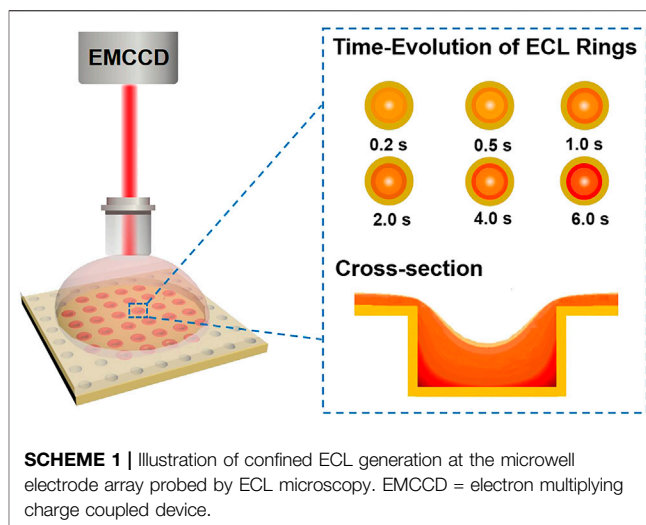 EMCCD
Time-Evolution of ECL Rings
0.2 s 0.5 s 1.0 s
2.0 s 4.0 s 6.0 s
Cross-section
SCHEME 1 | Illustration of confined ECL generation at the microwell
electrode array probed by ECL microscopy. EMCCD = electron multiplying
charge coupled device.